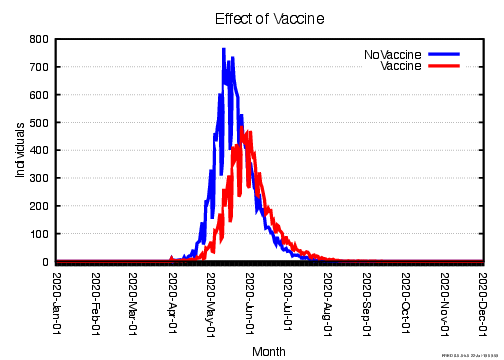 Effect of Vaccine
NoVaccine
Vaccine
Individuals
800
700
600
500
400
300
200
100
0
2020-Jan-01
2020-Feb-01
2020-Mar-01
2020-Apr-01
2020-May-01
2020-Jun-01
2020-Jul-01
2020-Aug-01
2020-Sep-01
2020-Oct-01
2020-Nov-01
2020-Dec-01
Month